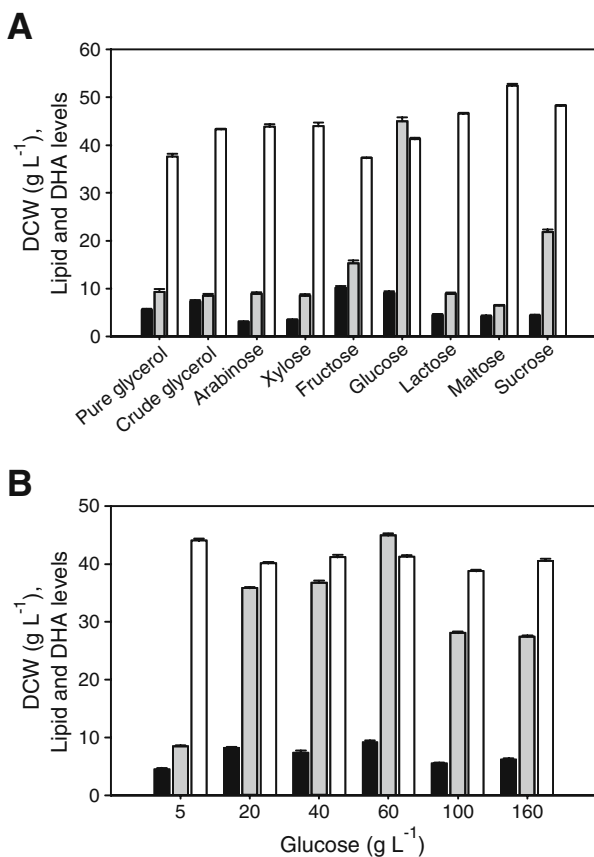 A
60
50
40
30
20
10
0
DCW (g L⁻¹),
Lipid and DHA levels
Pure glycerol
Crude glycerol
Arabinose
Xylose
Fructose
Glucose
Lactose
Maltose
Sucrose
B
50
40
30
20
10
0
DCW (g L⁻¹),
Lipid and DHA levels
5 20 40 60 100 160
Glucose (g L⁻¹)